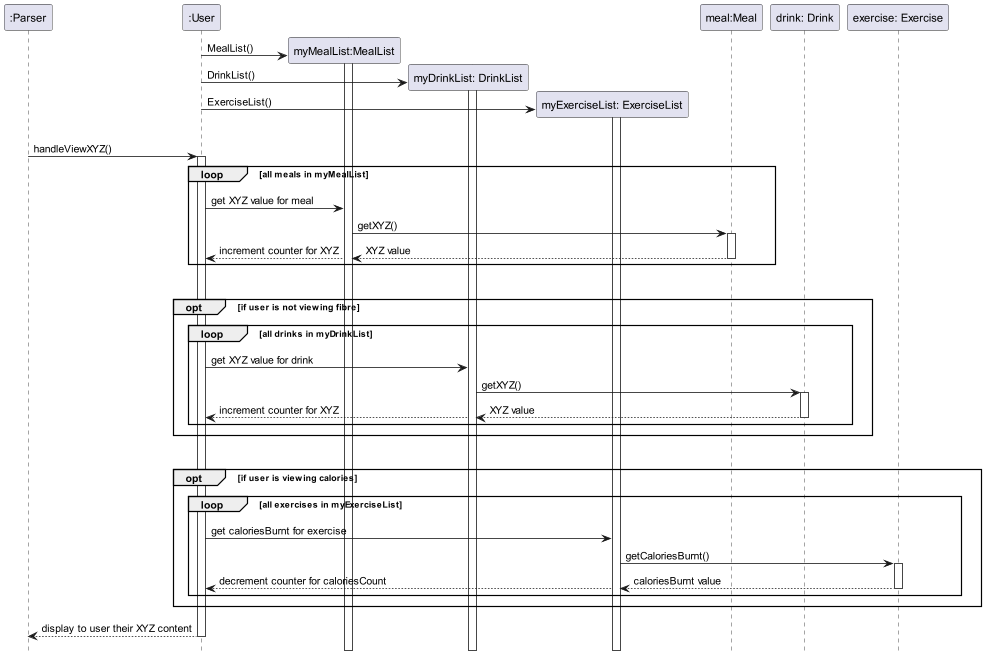 :Parser
:User
meal:Meal
drink: Drink
exercise: Exercise
MealList()
myMealList:MealList
DrinkList()
myDrinkList: DrinkList
ExerciseList()
myExerciseList: ExerciseList
handleViewXYZ()
loop [all meals in myMealList]
get XYZ value for meal
getXYZ()
increment counter for XYZ
XYZ value
opt [if user is not viewing fibre]
loop [all drinks in myDrinkList]
get XYZ value for drink
getXYZ()
increment counter for XYZ
XYZ value
opt [if user is viewing calories]
loop [all exercises in myExerciseList]
get caloriesBurnt for exercise
getCaloriesBurnt()
decrement counter for caloriesCount
caloriesBurnt value
display to user their XYZ content